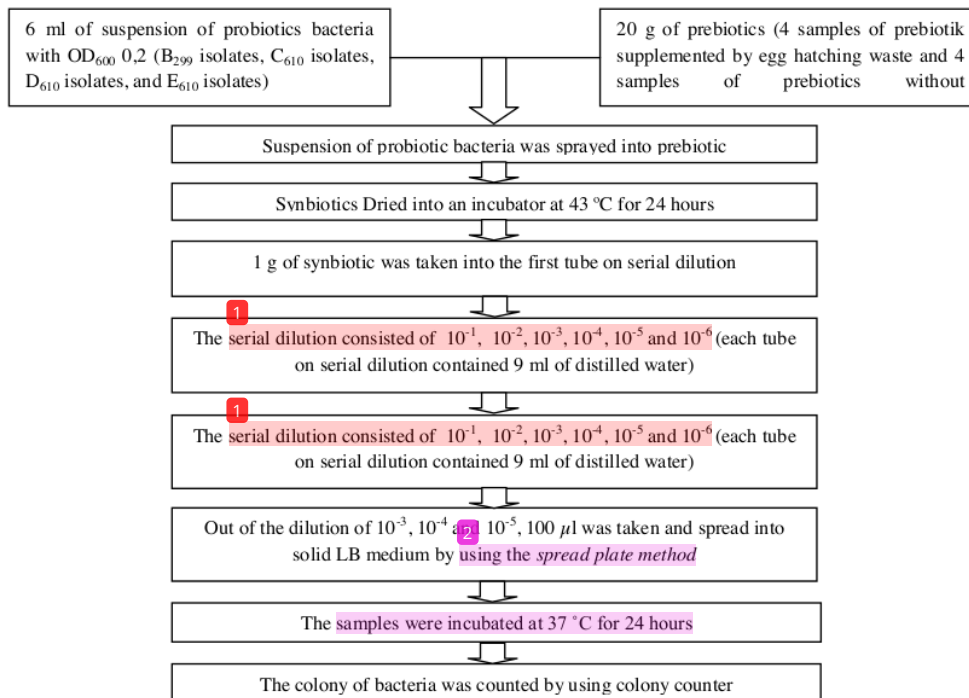 6 ml of suspension of probiotics bacteria
with OD₆₀₀ 0,2 (B₂₉₉ isolates, C₆₁₀ isolates,
D₆₁₀ isolates, and E₆₁₀ isolates)
20 g of prebiotics (4 samples of prebiotik
supplemented by egg hatching waste and 4
samples of prebiotics without
Suspension of probiotic bacteria was sprayed into prebiotic
Synbiotics Dried into an incubator at 43 °C for 24 hours
1 g of synbiotic was taken into the first tube on serial dilution
1
The serial dilution consisted of 10⁻¹, 10⁻², 10⁻³, 10⁻⁴, 10⁻⁵ and 10⁻⁶ (each tube
on serial dilution contained 9 ml of distilled water)
1
The serial dilution consisted of 10⁻¹, 10⁻², 10⁻³, 10⁻⁴, 10⁻⁵ and 10⁻⁶ (each tube
on serial dilution contained 9 ml of distilled water)
Out of the dilution of 10⁻³, 10⁻⁴ and 10⁻⁵, 100 µl was taken and spread into
2
solid LB medium by using the spread plate method
The samples were incubated at 37 ˚C for 24 hours
The colony of bacteria was counted by using colony counter